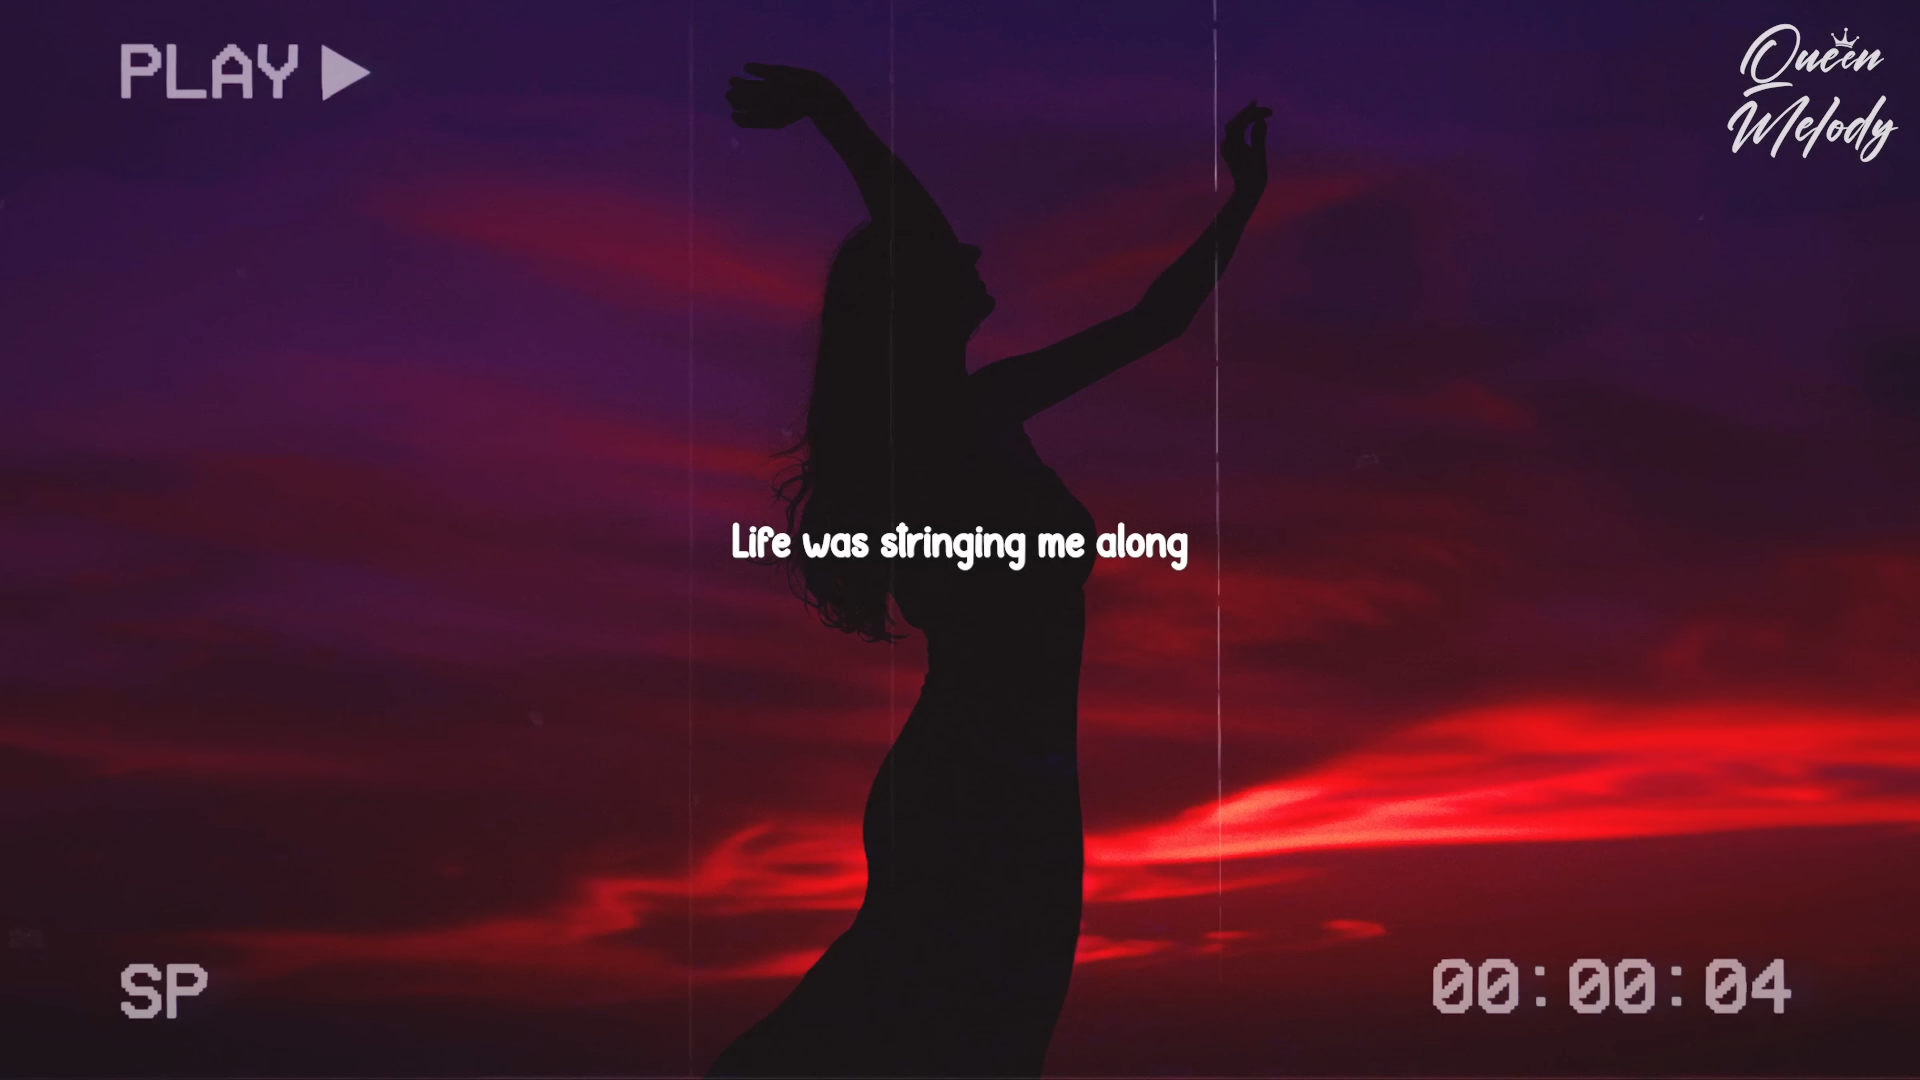 PLAY
Queen
Melody
Life was stringing me along
SP
00:00:04